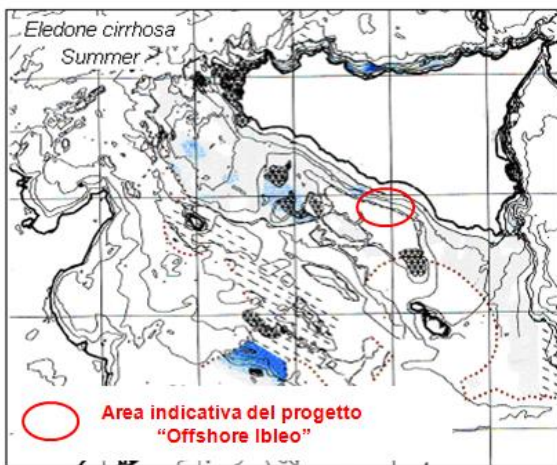 Eledone cirrhosa
Summer
Area indicativa del progetto
“Offshore Ibleo”